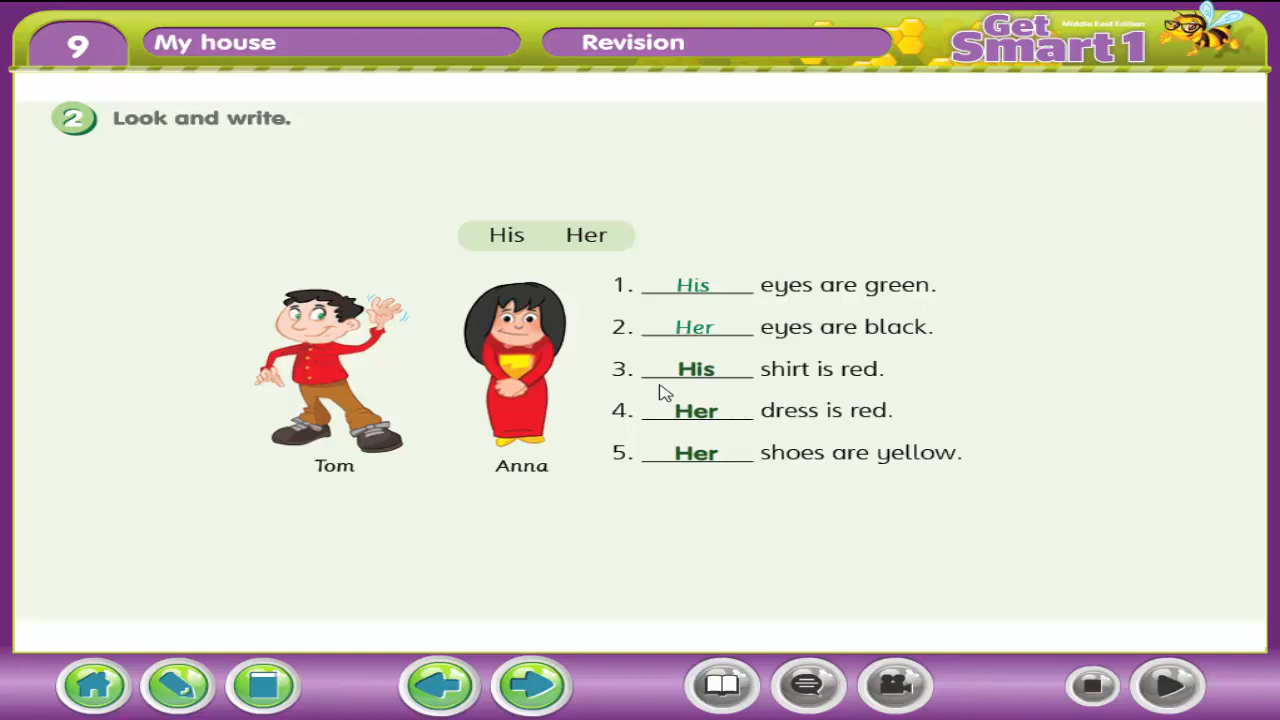 9 My house Revision Get Middle East Edition
Smart 1
2 Look and write.
His Her
1. His eyes are green.
2. Her eyes are black.
3. His shirt is red.
4. Her dress is red.
5. Her shoes are yellow.
Tom Anna